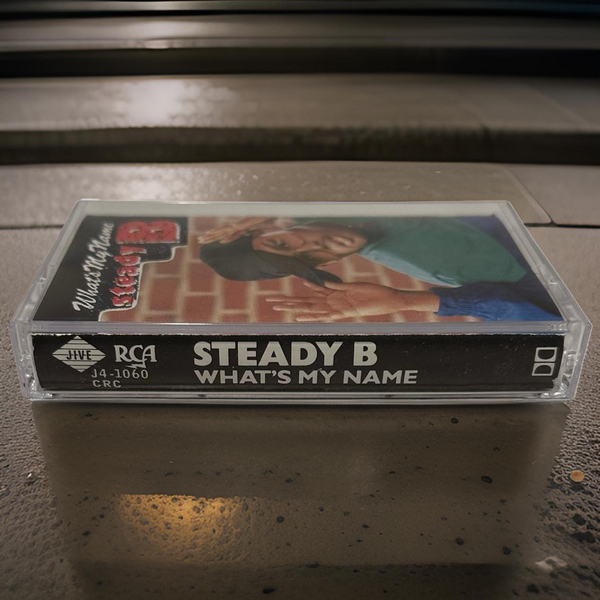 What's My Name
Steady B
JIVE
RCA
J4-1060
CRC
STEADY B
WHAT'S MY NAME